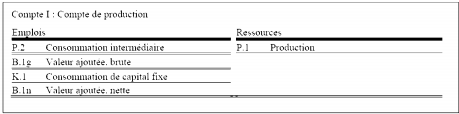 Compte I : Compte de production
Emplois Ressources
P.2 Consommation intermédiaire P.1 Production
B.1g Valeur ajoutée, brute
K.1 Consommation de capital fixe
B.1n Valeur ajoutée, nette